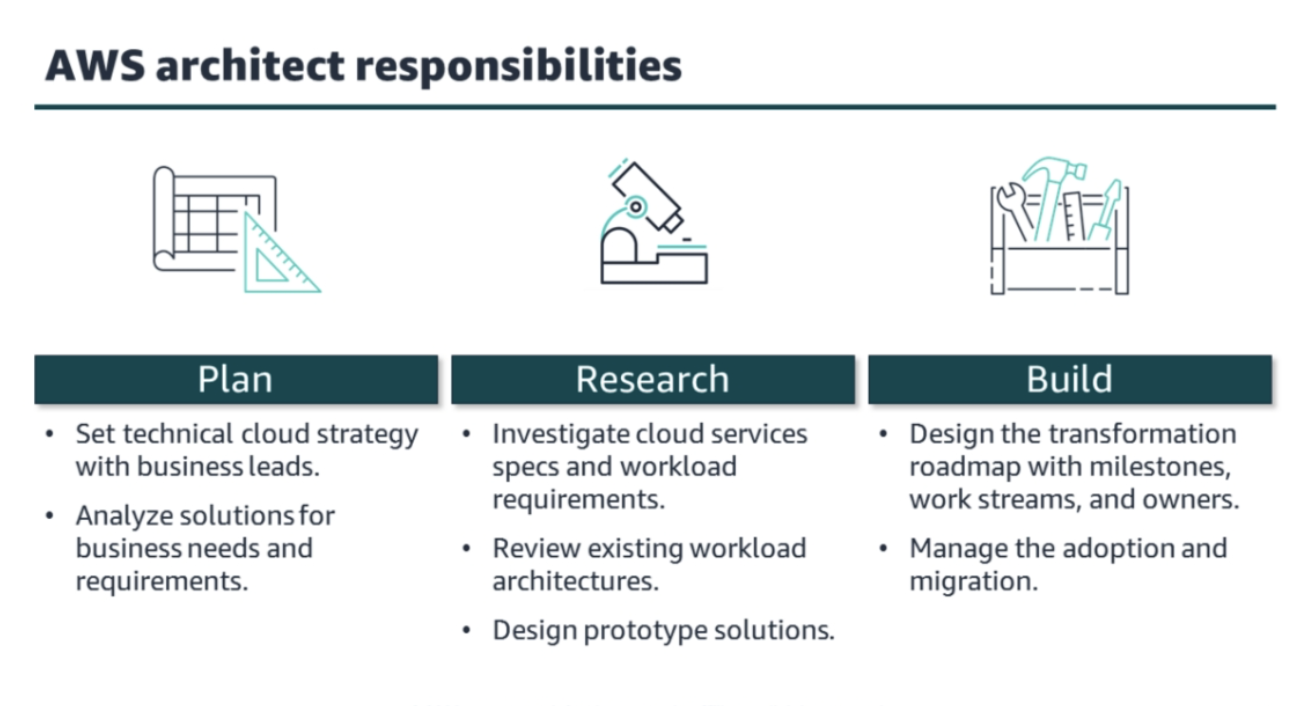 AWS architect responsibilities
Plan
• Set technical cloud strategy
with business leads.
• Analyze solutions for
business needs and
requirements.
Research
• Investigate cloud services
specs and workload
requirements.
• Review existing workload
architectures.
• Design prototype solutions.
Build
• Design the transformation
roadmap with milestones,
work streams, and owners.
• Manage the adoption and
migration.